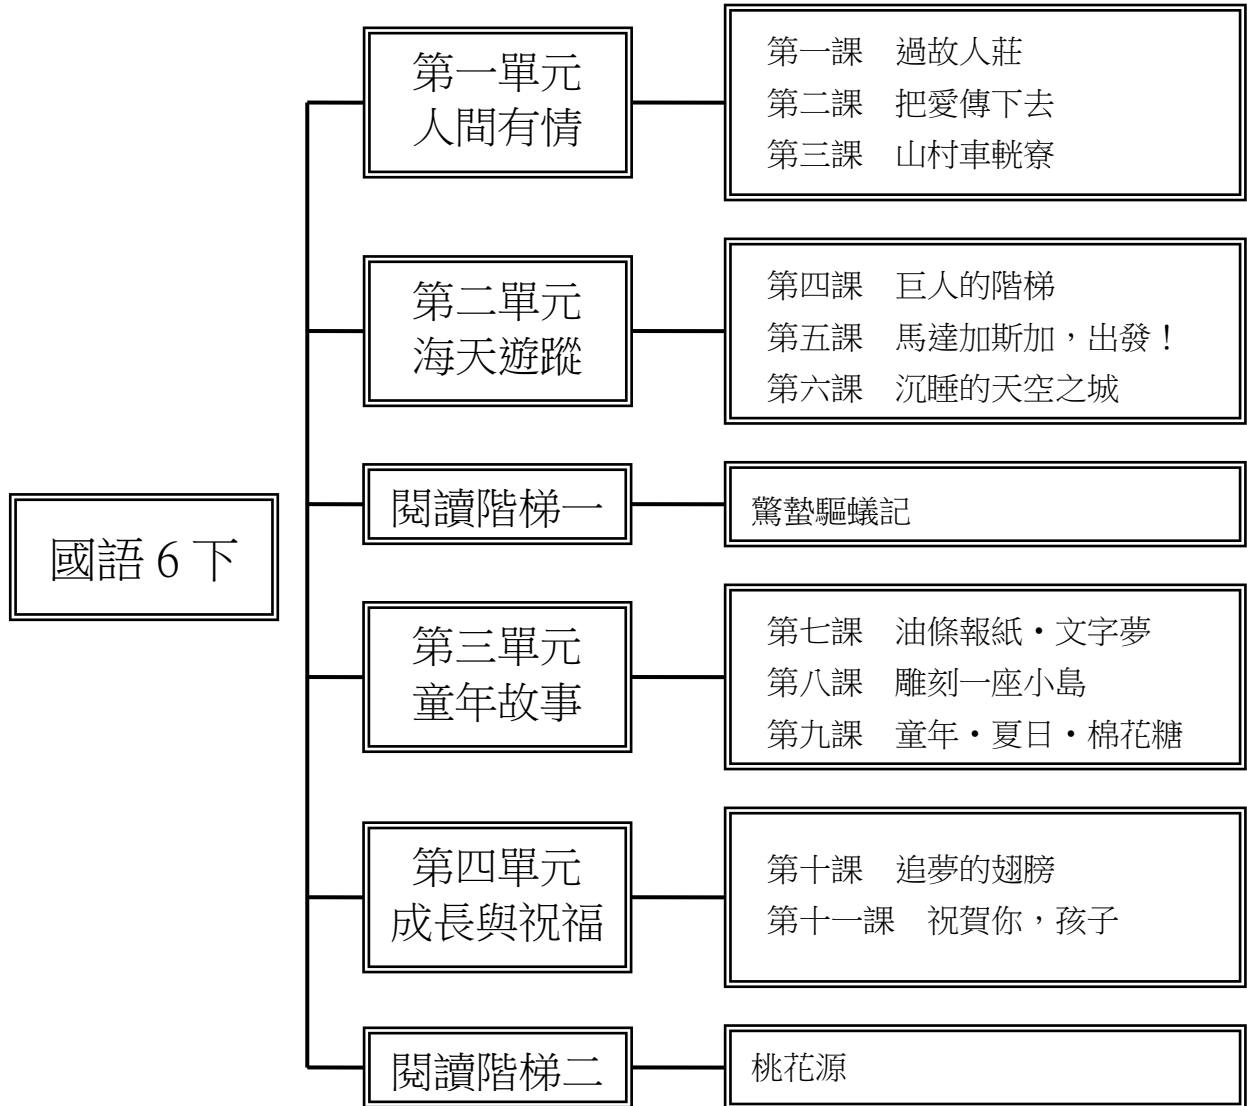 國語6下
第一單元
人間有情
第一課　過故人莊
第二課　把愛傳下去
第三課　山村車輄寮
第二單元
海天遊蹤
第四課　巨人的階梯
第五課　馬達加斯加，出發！
第六課　沉睡的天空之城
閱讀階梯一
驚蟄驅蟻記
第三單元
童年故事
第七課　油條報紙・文字夢
第八課　雕刻一座小島
第九課　童年・夏日・棉花糖
第四單元
成長與祝福
第十課　追夢的翅膀
第十一課　祝賀你，孩子
閱讀階梯二
桃花源